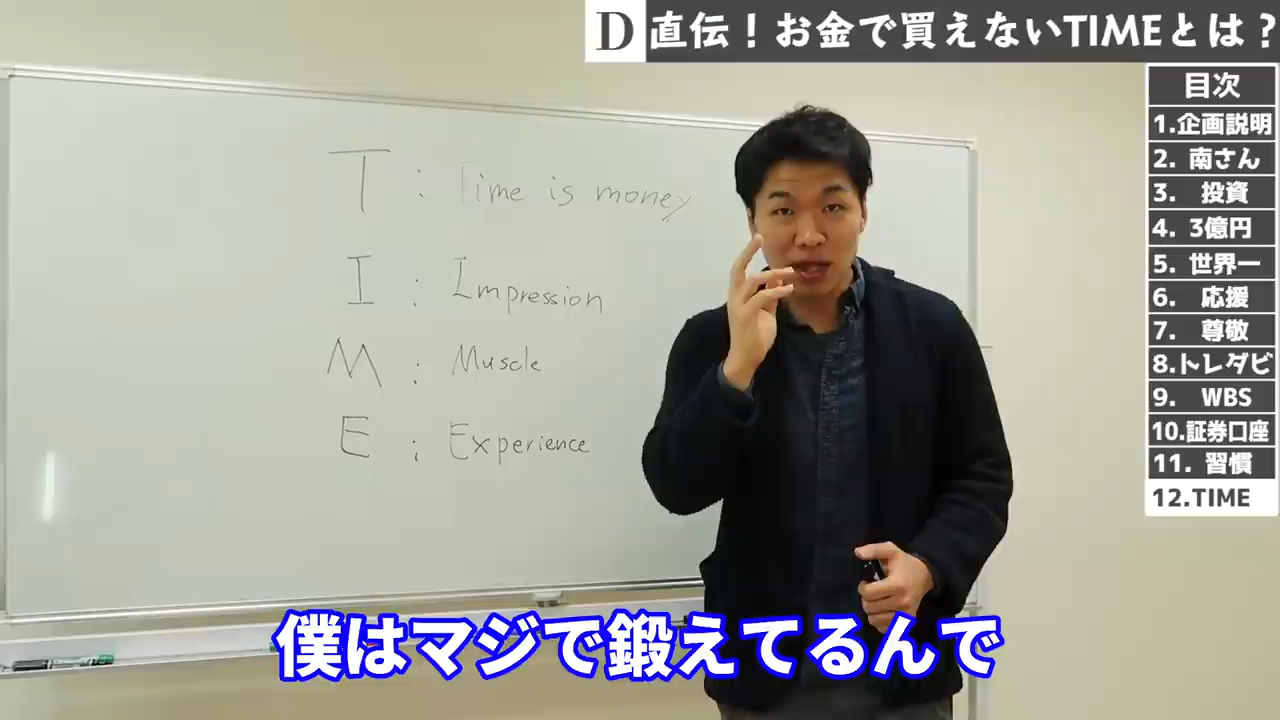 D 直伝！お金で買えないTIMEとは？
目次
1.企画説明
2. 南さん
3. 投資
4. 3億円
5. 世界一
6. 応援
7. 尊敬
8.トレダビ
9. WBS
10.証券口座
11. 習慣
12.TIME
T : Time is money
I : Impression
M : Muscle
E : Experience
僕はマジで鍛えてるんで